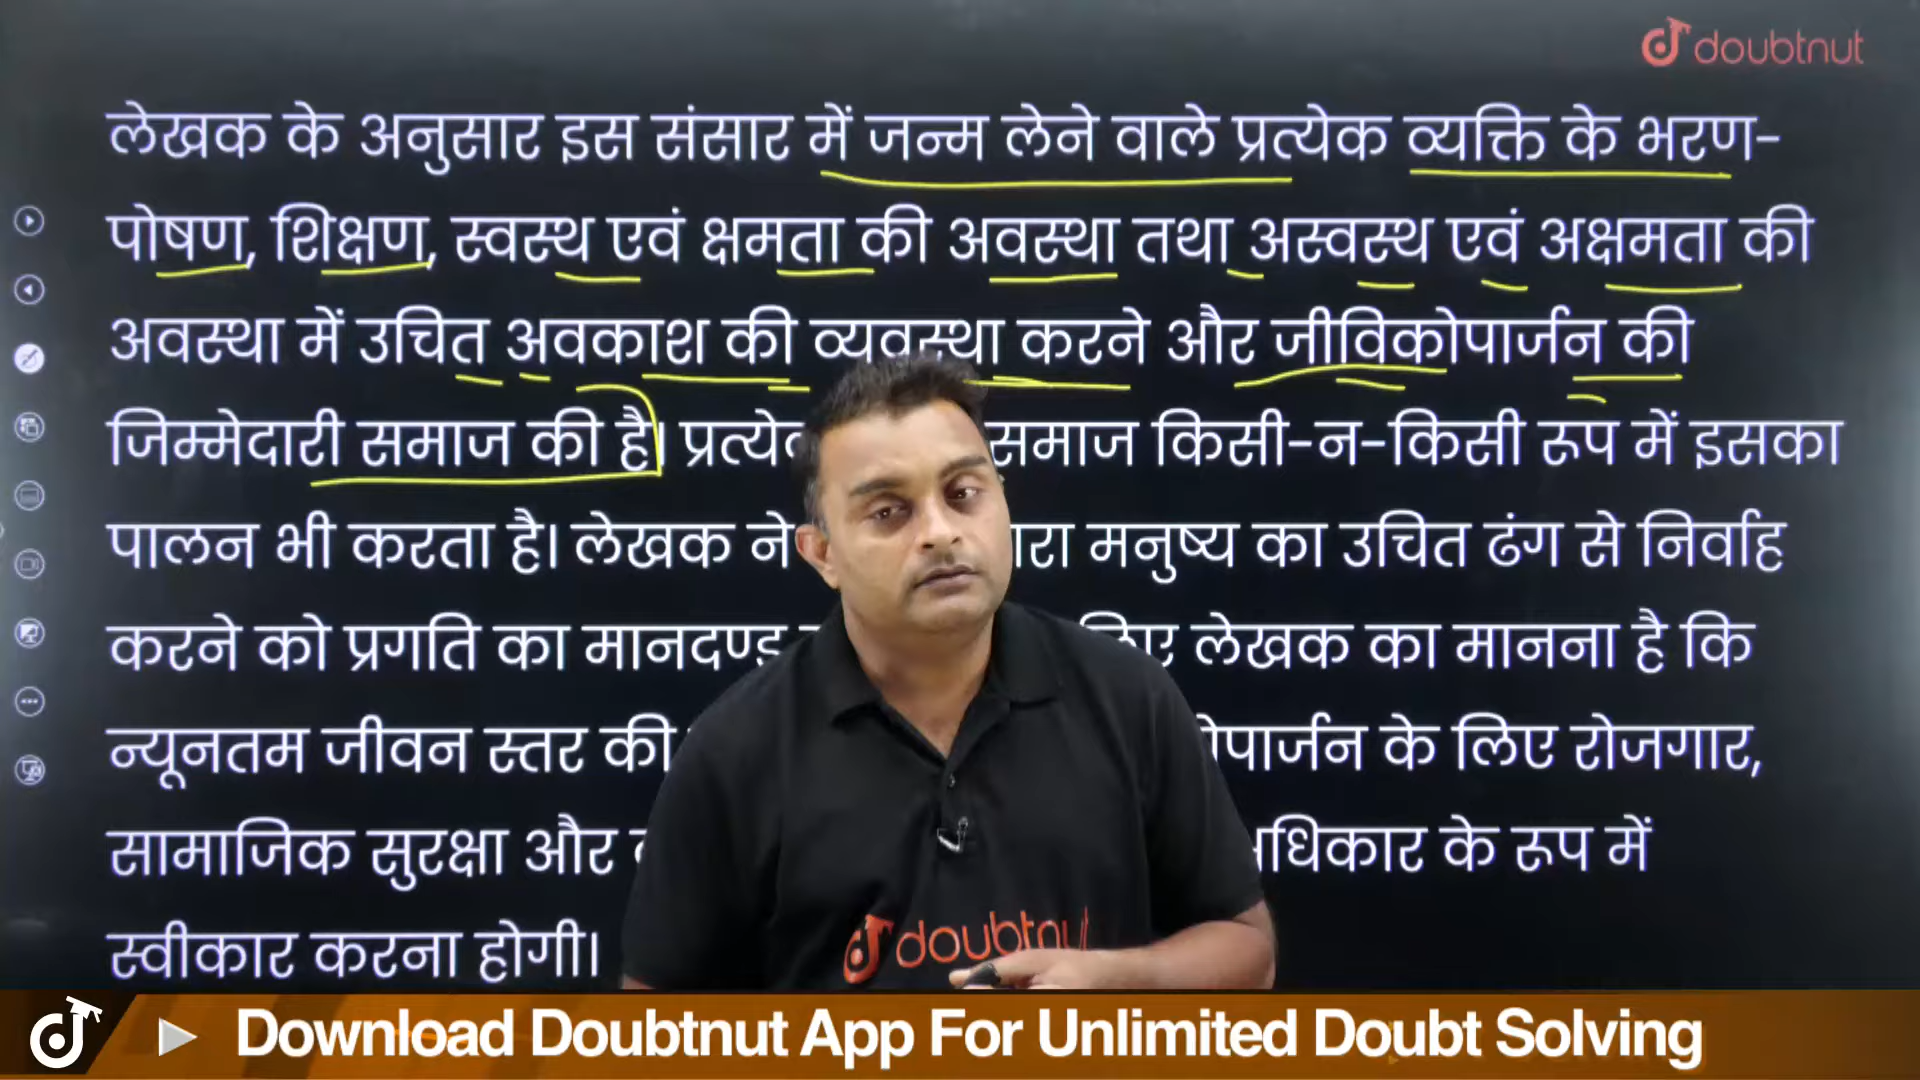 doubtnut
लेखक के अनुसार इस संसार में जन्म लेने वाले प्रत्येक व्यक्ति के भरण-
पोषण, शिक्षण, स्वस्थ एवं क्षमता की अवस्था तथा अस्वस्थ एवं अक्षमता की
अवस्था में उचित अवकाश की व्यवस्था करने और जीविकोपार्जन की
जिम्मेदारी समाज की है। समाज किसी-न-किसी रूप में इसका
पालन भी करता है। लेखक ने मनुष्य का उचित ढंग से निर्वाह
करने को प्रगति का मानदण्ड लेखक का मानना है कि
न्यूनतम जीवन स्तर की के लिए रोजगार,
सामाजिक सुरक्षा और के रूप में
स्वीकार करना होगी।
doubtnut
Download Doubtnut App For Unlimited Doubt Solving